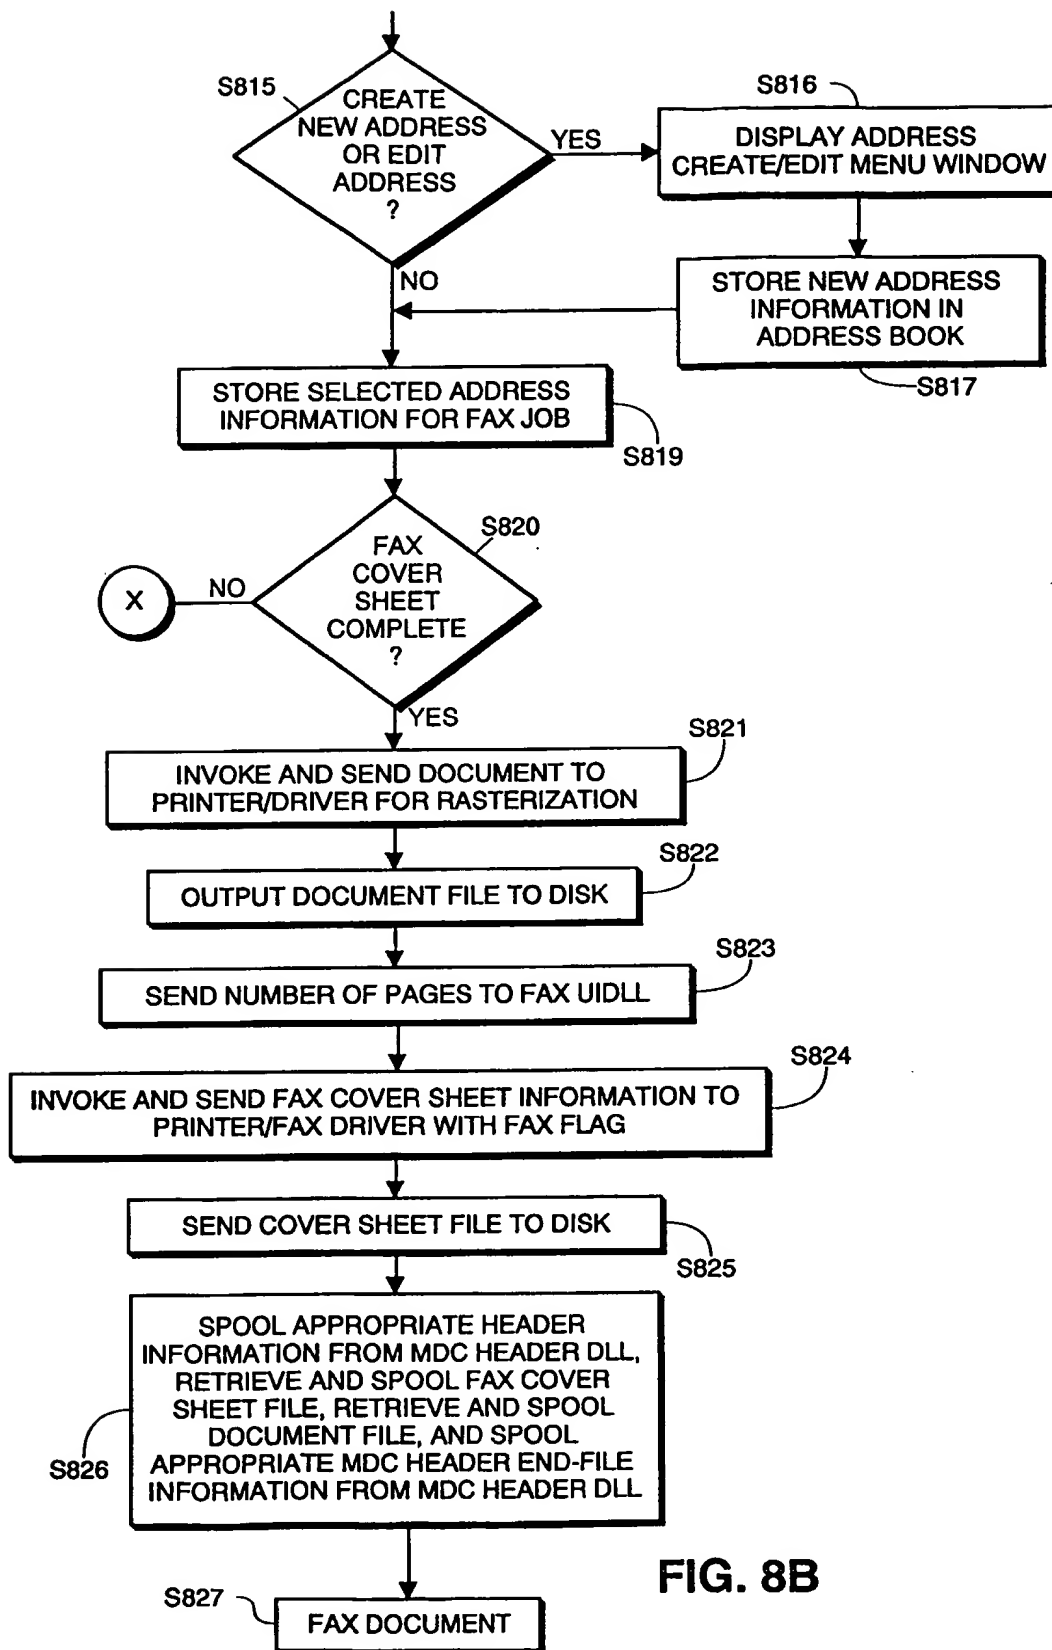 S815
CREATE
NEW ADDRESS
OR EDIT
ADDRESS
?
YES
S816
DISPLAY ADDRESS
CREATE/EDIT MENU WINDOW
NO
STORE NEW ADDRESS
INFORMATION IN
ADDRESS BOOK
S817
STORE SELECTED ADDRESS
INFORMATION FOR FAX JOB
S819
S820
FAX
COVER
SHEET
COMPLETE
?
NO
X
YES
S821
INVOKE AND SEND DOCUMENT TO
PRINTER/DRIVER FOR RASTERIZATION
S822
OUTPUT DOCUMENT FILE TO DISK
S823
SEND NUMBER OF PAGES TO FAX UIDLL
S824
INVOKE AND SEND FAX COVER SHEET INFORMATION TO
PRINTER/FAX DRIVER WITH FAX FLAG
SEND COVER SHEET FILE TO DISK
S825
SPOOL APPROPRIATE HEADER
INFORMATION FROM MDC HEADER DLL,
RETRIEVE AND SPOOL FAX COVER
SHEET FILE, RETRIEVE AND SPOOL
DOCUMENT FILE, AND SPOOL
APPROPRIATE MDC HEADER END-FILE
INFORMATION FROM MDC HEADER DLL
S826
FIG. 8B
S827
FAX DOCUMENT